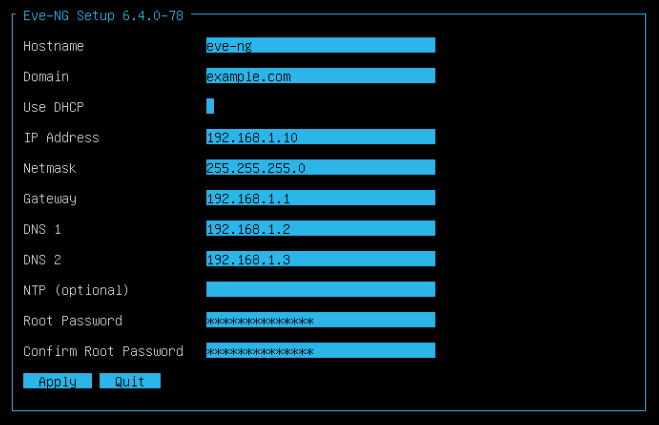 Eve-NG Setup 6.4.0-78
Hostname eve-ng
Domain example.com
Use DHCP
IP Address 192.168.1.10
Netmask 255.255.255.0
Gateway 192.168.1.1
DNS 1 192.168.1.2
DNS 2 192.168.1.3
NTP (optional)
Root Password **************
Confirm Root Password **************
Apply Quit